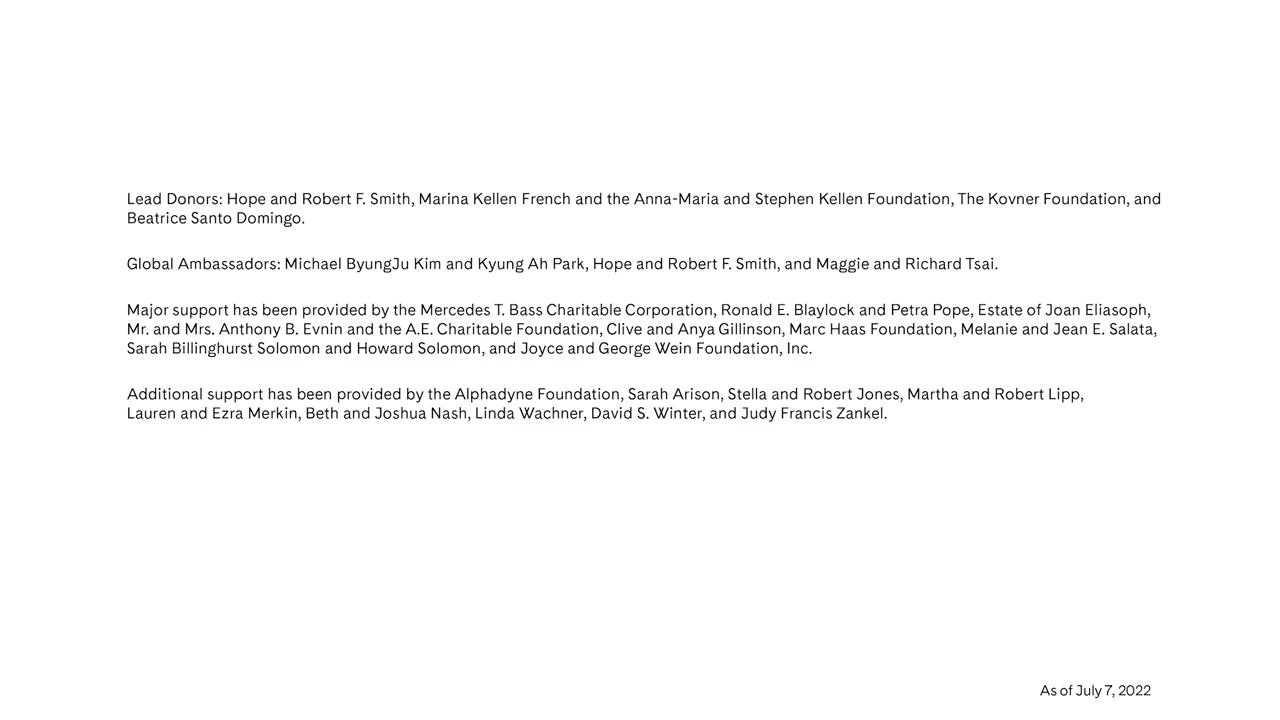 Lead Donors: Hope and Robert F. Smith, Marina Kellen French and the Anna-Maria and Stephen Kellen Foundation, The Kovner Foundation, and
Beatrice Santo Domingo.
Global Ambassadors: Michael ByungJu Kim and Kyung Ah Park, Hope and Robert F. Smith, and Maggie and Richard Tsai.
Major support has been provided by the Mercedes T. Bass Charitable Corporation, Ronald E. Blaylock and Petra Pope, Estate of Joan Eliasoph,
Mr. and Mrs. Anthony B. Evnin and the A.E. Charitable Foundation, Clive and Anya Gillinson, Marc Haas Foundation, Melanie and Jean E. Salata,
Sarah Billinghurst Solomon and Howard Solomon, and Joyce and George Wein Foundation, Inc.
Additional support has been provided by the Alphadyne Foundation, Sarah Arison, Stella and Robert Jones, Martha and Robert Lipp,
Lauren and Ezra Merkin, Beth and Joshua Nash, Linda Wachner, David S. Winter, and Judy Francis Zankel.
As of July 7, 2022